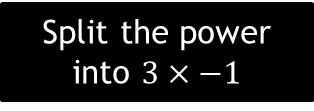 Split the power
into 3 × −1